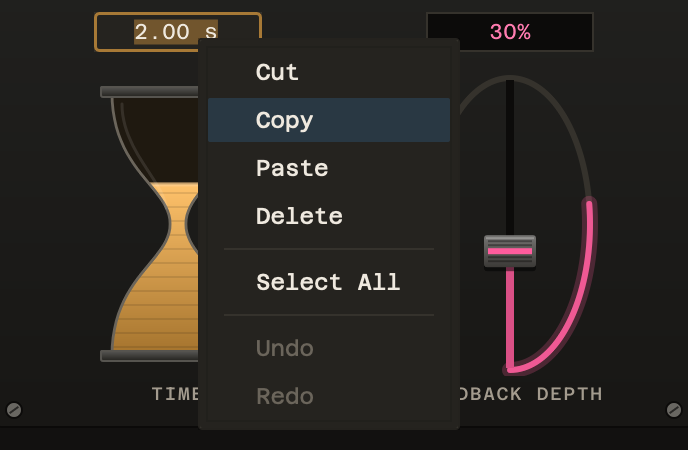 2.00 s
30%
Cut
Copy
Paste
Delete
Select All
Undo
Redo
TIME
DBACK DEPTH